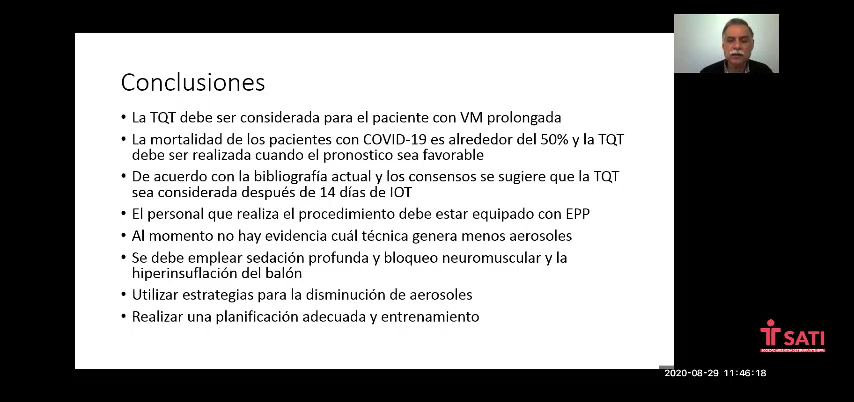 Conclusiones
• La TQT debe ser considerada para el paciente con VM prolongada
• La mortalidad de los pacientes con COVID-19 es alrededor del 50% y la TQT
debe ser realizada cuando el pronostico sea favorable
• De acuerdo con la bibliografía actual y los consensos se sugiere que la TQT
sea considerada después de 14 días de IOT
• El personal que realiza el procedimiento debe estar equipado con EPP
• Al momento no hay evidencia cuál técnica genera menos aerosoles
• Se debe emplear sedación profunda y bloqueo neuromuscular y la
hiperinsuflación del balón
• Utilizar estrategias para la disminución de aerosoles
• Realizar una planificación adecuada y entrenamiento
SATI
2020-08-29 11:46:18